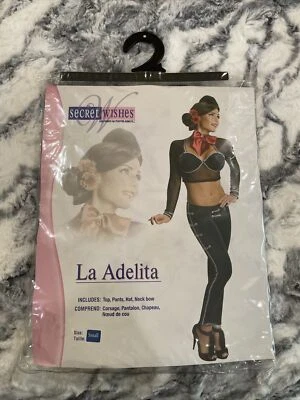 secret WISHES
La Adelita
INCLUDES: Top, Pants, Hat, Neck bow
COMPREND: Corsage, Pantalon, Chapeau,
Nœud de cou
Size: Small
Taille: